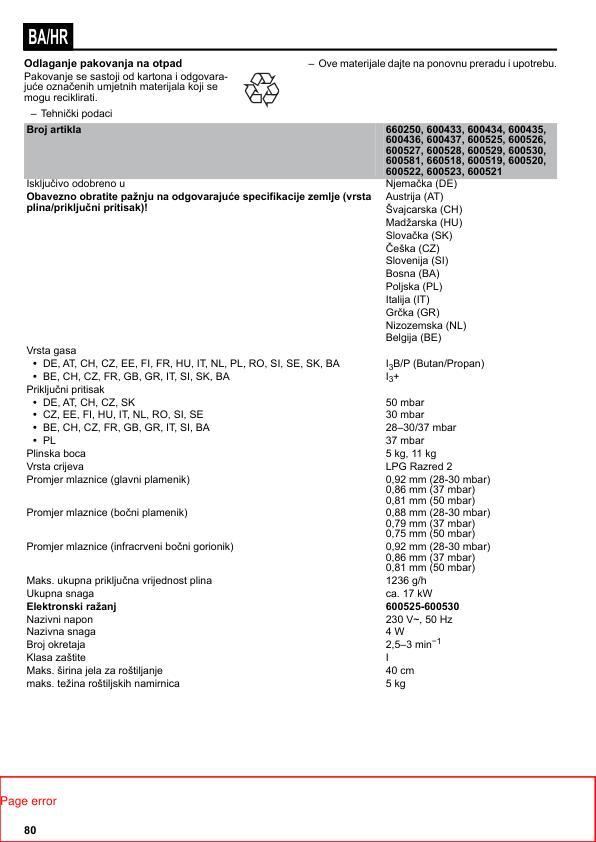 BA/HR
Odlaganje pakovanja na otpad
Pakovanje se sastoji od kartona i odgovara-
juće označenih umjetnih materijala koji se
mogu reciklirati.
– Ove materijale dajte na ponovnu preradu i upotrebu.
– Tehnički podaci
Broj artikla 660250, 600433, 600434, 600435,
600436, 600437, 600525, 600526,
600527, 600528, 600529, 600530,
600581, 660518, 600519, 600520,
600522, 600523, 600521
Isključivo odobreno u Njemačka (DE)
Obavezno obratite pažnju na odgovarajuće specifikacije zemlje (vrsta Austrija (AT)
plina/priključni pritisak)! Švajcarska (CH)
Madžarska (HU)
Slovačka (SK)
Češka (CZ)
Slovenija (SI)
Bosna (BA)
Poljska (PL)
Italija (IT)
Grčka (GR)
Nizozemska (NL)
Belgija (BE)
Vrsta gasa
• DE, AT, CH, CZ, EE, FI, FR, HU, IT, NL, PL, RO, SI, SE, SK, BA I3B/P (Butan/Propan)
• BE, CH, CZ, FR, GB, GR, IT, SI, SK, BA I3+
Priključni pritisak
• DE, AT, CH, CZ, SK 50 mbar
• CZ, EE, FI, HU, IT, NL, RO, SI, SE 30 mbar
• BE, CH, CZ, FR, GB, GR, IT, SI, BA 28–30/37 mbar
• PL 37 mbar
Plinska boca 5 kg, 11 kg
Vrsta crijeva LPG Razred 2
Promjer mlaznice (glavni plamenik) 0,92 mm (28-30 mbar)
0,86 mm (37 mbar)
0,81 mm (50 mbar)
Promjer mlaznice (bočni plamenik) 0,88 mm (28-30 mbar)
0,79 mm (37 mbar)
0,75 mm (50 mbar)
Promjer mlaznice (infracrveni bočni gorionik) 0,92 mm (28-30 mbar)
0,86 mm (37 mbar)
0,81 mm (50 mbar)
Maks. ukupna priključna vrijednost plina 1236 g/h
Ukupna snaga ca. 17 kW
Elektronski ražanj 600525-600530
Nazivni napon 230 V~, 50 Hz
Nazivna snaga 4 W
Broj okretaja 2,5–3 min−1
Klasa zaštite I
Maks. širina jela za roštiljanje 40 cm
maks. težina roštiljskih namirnica 5 kg
Page error
80